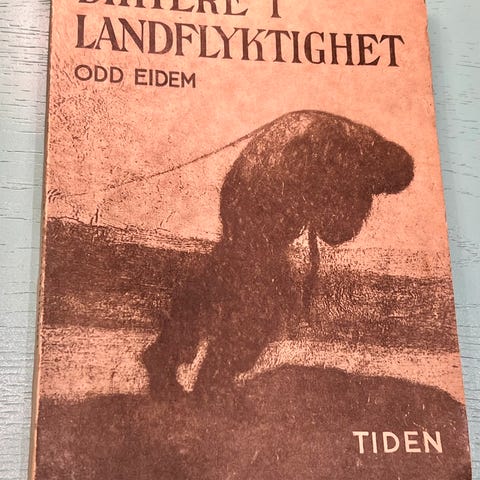 DIKTERE I
LANDFLYKTIGHET
ODD EIDEM
TIDEN